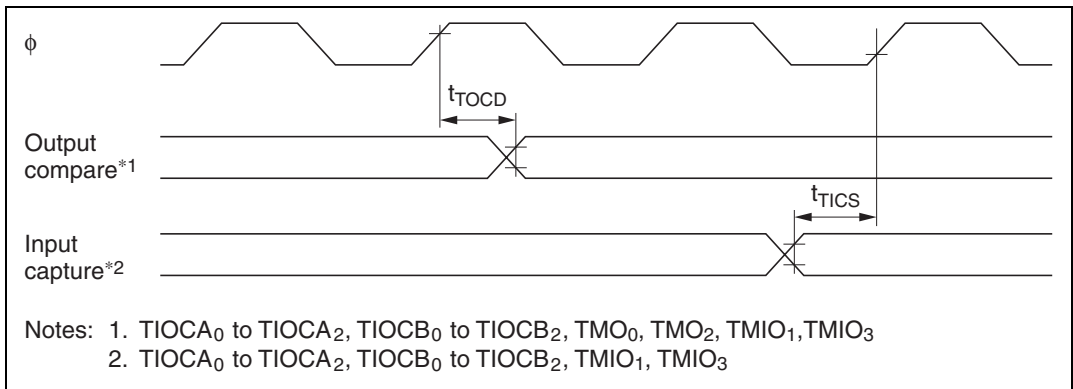 ϕ
tTOCD
Output
compare*1
tTICS
Input
capture*2
Notes: 1. TIOCA0 to TIOCA2, TIOCB0 to TIOCB2, TMO0, TMO2, TMIO1,TMIO3
2. TIOCA0 to TIOCA2, TIOCB0 to TIOCB2, TMIO1, TMIO3